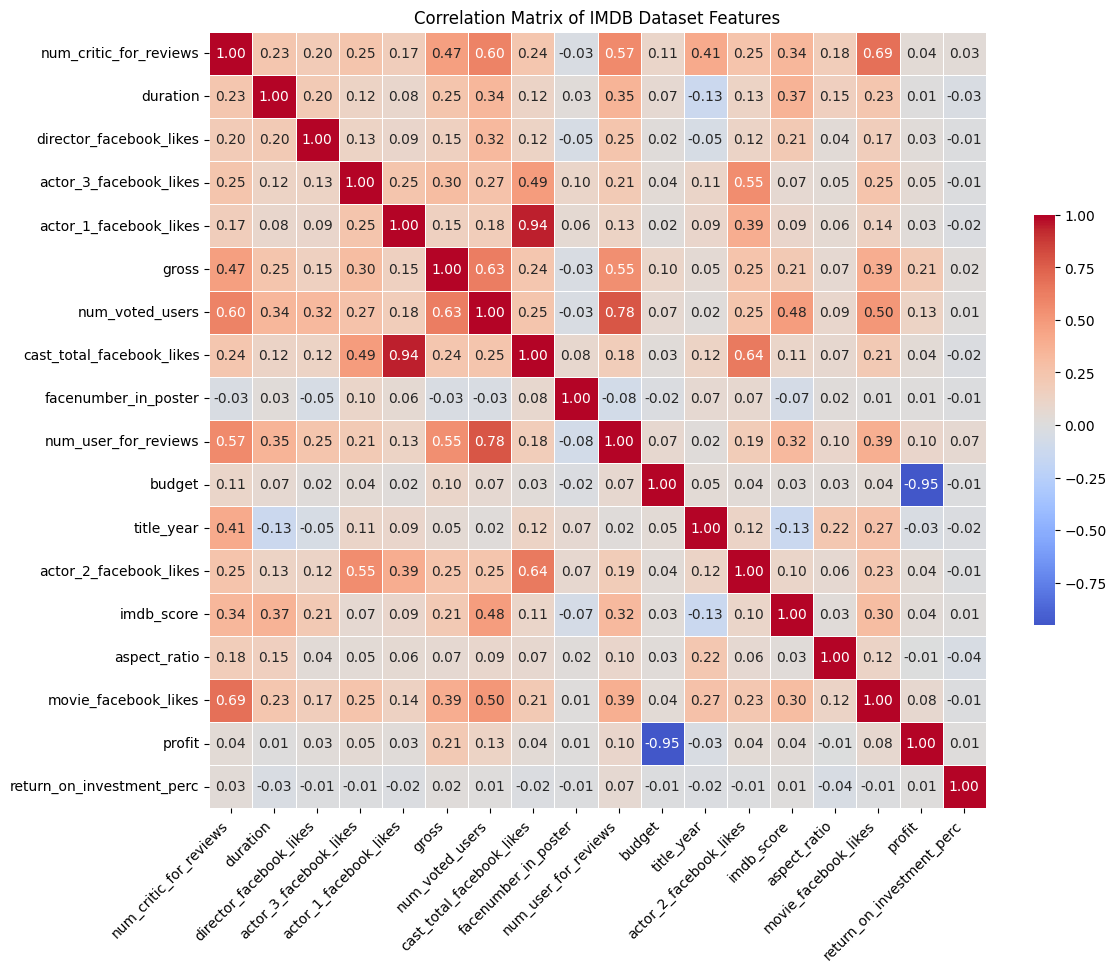 Correlation Matrix of IMDB Dataset Features
num_critic_for_reviews 1.00 0.23 0.20 0.25 0.17 0.47 0.60 0.24 -0.03 0.57 0.11 0.41 0.25 0.34 0.18 0.69 0.04 0.03
duration 0.23 1.00 0.20 0.12 0.08 0.25 0.34 0.12 0.03 0.35 0.07 -0.13 0.13 0.37 0.15 0.23 0.01 -0.03
director_facebook_likes 0.20 0.20 1.00 0.13 0.09 0.15 0.32 0.12 -0.05 0.25 0.02 -0.05 0.12 0.21 0.04 0.17 0.03 -0.01
actor_3_facebook_likes 0.25 0.12 0.13 1.00 0.25 0.30 0.27 0.49 0.10 0.21 0.04 0.11 0.55 0.07 0.05 0.25 0.05 -0.01
actor_1_facebook_likes 0.17 0.08 0.09 0.25 1.00 0.15 0.18 0.94 0.06 0.13 0.02 0.09 0.39 0.09 0.06 0.14 0.03 -0.02
gross 0.47 0.25 0.15 0.30 0.15 1.00 0.63 0.24 -0.03 0.55 0.10 0.05 0.25 0.21 0.07 0.39 0.21 0.02
num_voted_users 0.60 0.34 0.32 0.27 0.18 0.63 1.00 0.25 -0.03 0.78 0.07 0.02 0.25 0.48 0.09 0.50 0.13 0.01
cast_total_facebook_likes 0.24 0.12 0.12 0.49 0.94 0.24 0.25 1.00 0.08 0.18 0.03 0.12 0.64 0.11 0.07 0.21 0.04 -0.02
facenumber_in_poster -0.03 0.03 -0.05 0.10 0.06 -0.03 -0.03 0.08 1.00 -0.08 -0.02 0.07 0.07 -0.07 0.02 0.01 0.01 -0.01
num_user_for_reviews 0.57 0.35 0.25 0.21 0.13 0.55 0.78 0.18 -0.08 1.00 0.07 0.02 0.19 0.32 0.10 0.39 0.10 0.07
budget 0.11 0.07 0.02 0.04 0.02 0.10 0.07 0.03 -0.02 0.07 1.00 0.05 0.04 0.03 0.03 0.04 -0.95 -0.01
title_year 0.41 -0.13 -0.05 0.11 0.09 0.05 0.02 0.12 0.07 0.02 0.05 1.00 0.12 -0.13 0.22 0.27 -0.03 -0.02
actor_2_facebook_likes 0.25 0.13 0.12 0.55 0.39 0.25 0.25 0.64 0.07 0.19 0.04 0.12 1.00 0.10 0.06 0.23 0.04 -0.01
imdb_score 0.34 0.37 0.21 0.07 0.09 0.21 0.48 0.11 -0.07 0.32 0.03 -0.13 0.10 1.00 0.03 0.30 0.04 0.01
aspect_ratio 0.18 0.15 0.04 0.05 0.06 0.07 0.09 0.07 0.02 0.10 0.03 0.22 0.06 0.03 1.00 0.12 -0.01 -0.04
movie_facebook_likes 0.69 0.23 0.17 0.25 0.14 0.39 0.50 0.21 0.01 0.39 0.04 0.27 0.23 0.30 0.12 1.00 0.08 -0.01
profit 0.04 0.01 0.03 0.05 0.03 0.21 0.13 0.04 0.01 0.10 -0.95 -0.03 0.04 0.04 -0.01 0.08 1.00 0.01
return_on_investment_perc 0.03 -0.03 -0.01 -0.01 -0.02 0.02 0.01 -0.02 -0.01 0.07 -0.01 -0.02 -0.01 0.01 -0.04 -0.01 0.01 1.00
num_critic_for_reviews
duration
director_facebook_likes
actor_3_facebook_likes
actor_1_facebook_likes
gross
num_voted_users
cast_total_facebook_likes
facenumber_in_poster
num_user_for_reviews
budget
title_year
actor_2_facebook_likes
imdb_score
aspect_ratio
movie_facebook_likes
profit
return_on_investment_perc
1.00
0.75
0.50
0.25
0.00
-0.25
-0.50
-0.75